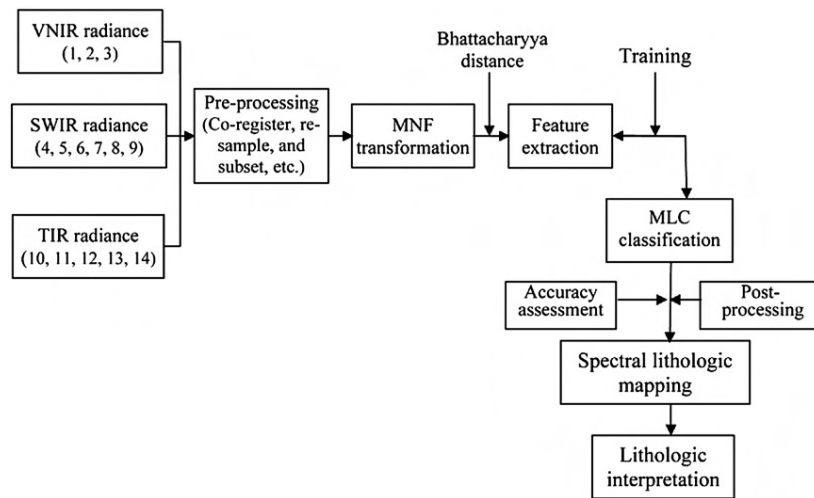 VNIR radiance
(1, 2, 3)
SWIR radiance
(4, 5, 6, 7, 8, 9)
TIR radiance
(10, 11, 12, 13, 14)
Pre-processing
(Co-register, re-
sample, and
subset, etc.)
MNF
transformation
Bhattacharyya
distance
Feature
extraction
Training
MLC
classification
Accuracy
assessment
Post-
processing
Spectral lithologic
mapping
Lithologic
interpretation